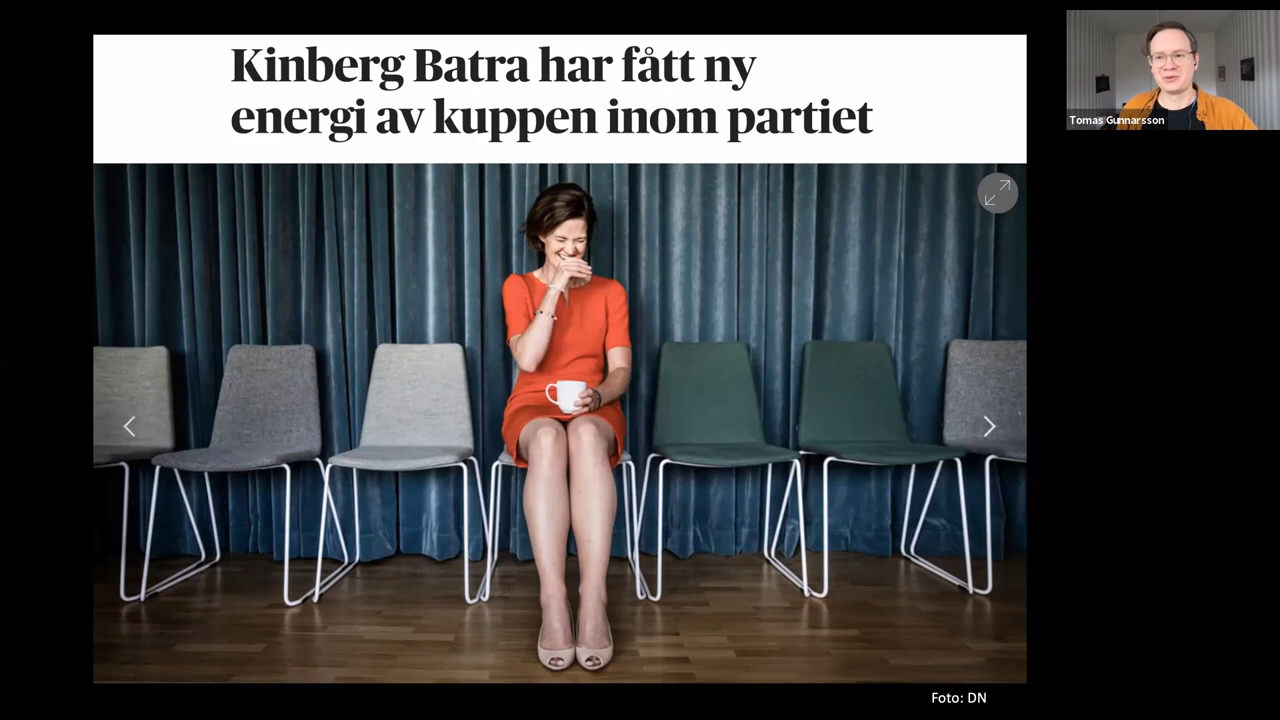 Kinberg Batra har fått ny
energi av kuppen inom partiet
Tomas Gunnarsson
Foto: DN